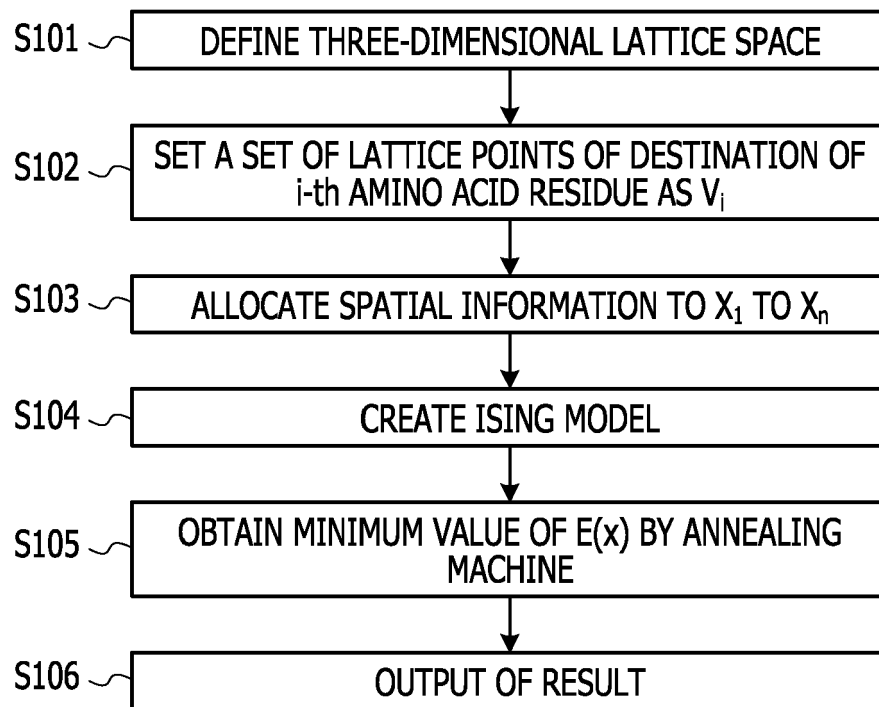 S101
DEFINE THREE-DIMENSIONAL LATTICE SPACE
S102
SET A SET OF LATTICE POINTS OF DESTINATION OF
i-th AMINO ACID RESIDUE AS Vi
S103
ALLOCATE SPATIAL INFORMATION TO X1 TO Xn
S104
CREATE ISING MODEL
S105
OBTAIN MINIMUM VALUE OF E(x) BY ANNEALING
MACHINE
S106
OUTPUT OF RESULT